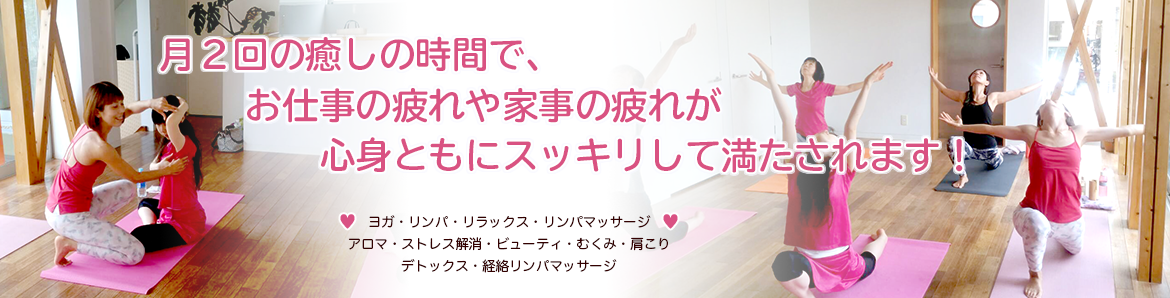 月２回の癒しの時間で、
お仕事の疲れや家事の疲れが
心身ともにスッキリして満たされます！
♥ ヨガ・リンパ・リラックス・リンパマッサージ ♥
アロマ・ストレス解消・ビューティ・むくみ・肩こり
デトックス・経絡リンパマッサージ